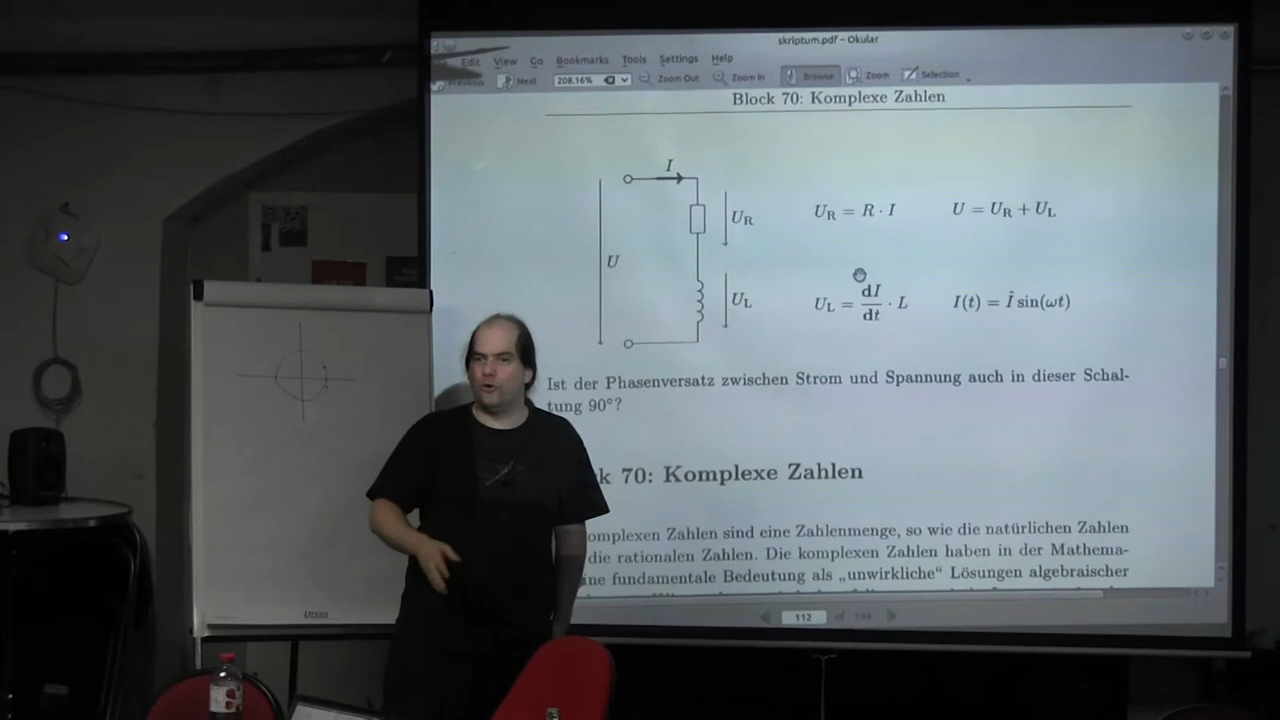 skriptum.pdf – Okular
Edit View Go Bookmarks Tools Settings Help
Previous Next 208.16% Zoom Out Zoom In Browse Zoom Selection
Block 70: Komplexe Zahlen
I
U_R U_R = R · I U = U_R + U_L
U
U_L U_L = dI/dt · L I(t) = Î sin(ωt)
Ist der Phasenversatz zwischen Strom und Spannung auch in dieser Schal-
tung 90°?
k 70: Komplexe Zahlen
omplexen Zahlen sind eine Zahlenmenge, so wie die natürlichen Zahlen
die rationalen Zahlen. Die komplexen Zahlen haben in der Mathema-
ine fundamentale Bedeutung als „unwirkliche“ Lösungen algebraischer
112 of
Ursus